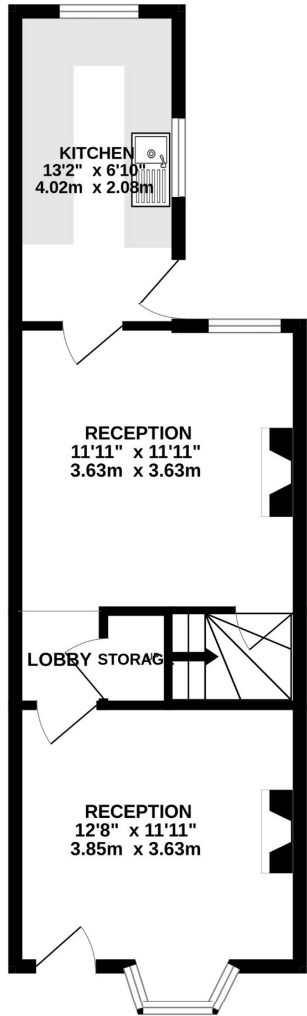 KITCHEN
13'2" x 6'10"
4.02m x 2.08m
RECEPTION
11'11" x 11'11"
3.63m x 3.63m
LOBBY STORAGE
UP
RECEPTION
12'8" x 11'11"
3.85m x 3.63m